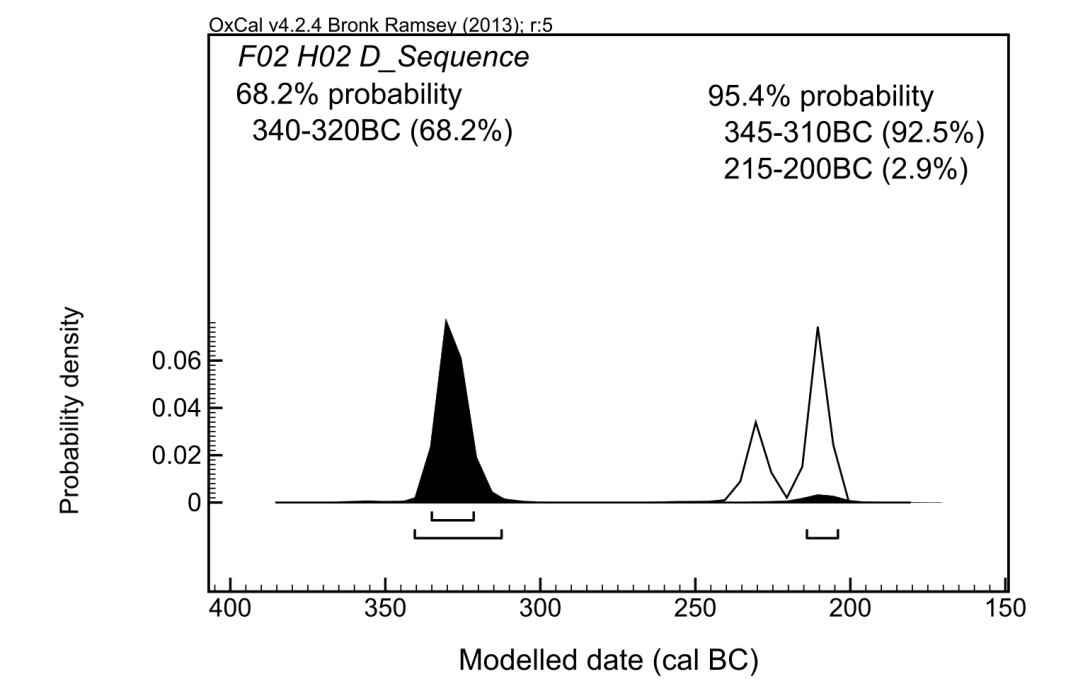 OxCal v4.2.4 Bronk Ramsey (2013); r:5
F02 H02 D_Sequence
68.2% probability
340-320BC (68.2%)
95.4% probability
345-310BC (92.5%)
215-200BC (2.9%)
Probability density
0.06
0.04
0.02
0
400 350 300 250 200 150
Modelled date (cal BC)